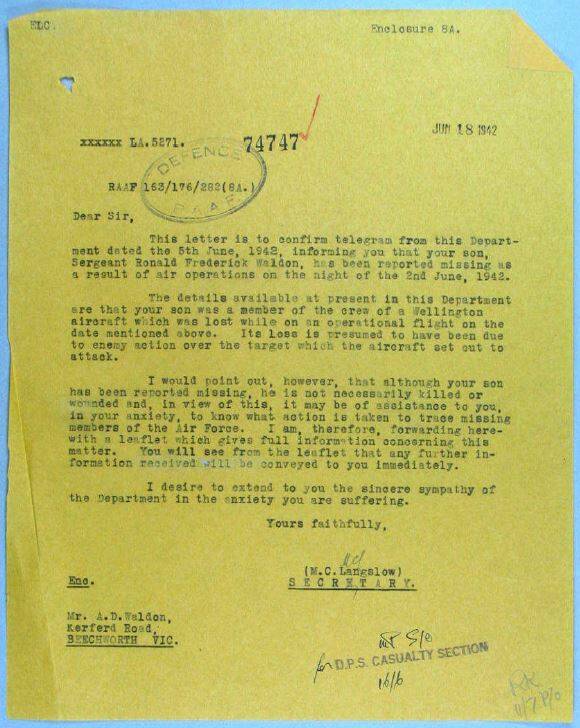 EDC.
Enclosure 8A.
JUN 18 1942
xxxxxx LA.5271.
74747
DEFENCE
RAAF 163/176/282(8A.)
R A A F
Dear Sir,
This letter is to confirm telegram from this Depart-
ment dated the 5th June, 1942, informing you that your son,
Sergeant Ronald Frederick Waldon, has been reported missing as
a result of air operations on the night of the 2nd June, 1942.
The details available at present in this Department
are that your son was a member of the crew of a Wellington
aircraft which was lost while on an operational flight on the
date mentioned above. Its loss is presumed to have been due
to enemy action over the target which the aircraft set out to
attack.
I would point out, however, that although your son
has been reported missing, he is not necessarily killed or
wounded and, in view of this, it may be of assistance to you,
in your anxiety, to know what action is taken to trace missing
members of the Air Force. I am, therefore, forwarding here-
with a leaflet which gives full information concerning this
matter. You will see from the leaflet that any further in-
formation received will be conveyed to you immediately.
I desire to extend to you the sincere sympathy of
the Department in the anxiety you are suffering.
Yours faithfully,
(M.C. Langslow)
SECRETARY.
Enc.
Mr. A.D. Waldon,
Kerferd Road,
BEECHWORTH VIC.
for D.P.S. CASUALTY SECTION
16/6